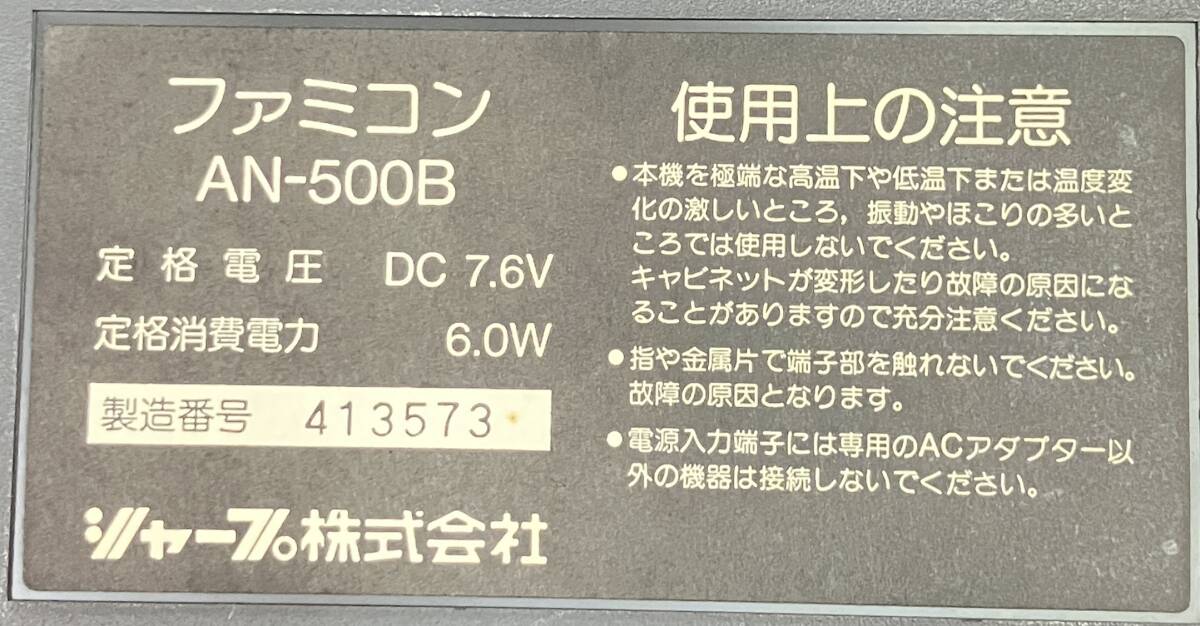 ファミコン
AN-500B
定格電圧 DC 7.6V
定格消費電力 6.0W
製造番号 413573
シャープ株式会社
使用上の注意
●本機を極端な高温下や低温下または温度変
化の激しいところ，振動やほこりの多いと
ころでは使用しないでください。
キャビネットが変形したり故障の原因にな
ることがありますので充分注意ください。
●指や金属片で端子部を触れないでください。
故障の原因となります。
●電源入力端子には専用のACアダプター以
外の機器は接続しないでください。